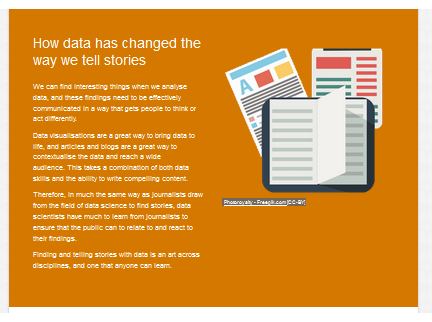 How data has changed the
way we tell stories
We can find interesting things when we analyse
data, and these findings need to be effectively
communicated in a way that gets people to think or
act differently.
Data visualisations are a great way to bring data to
life, and articles and blogs are a great way to
contextualise the data and reach a wide
audience. This takes a combination of both data
skills and the ability to write compelling content.
Therefore, in much the same way as journalists draw
from the field of data science to find stories, data
scientists have much to learn from journalists to
ensure that the public can to relate to and react to
their findings.
Finding and telling stories with data is an art across
disciplines, and one that anyone can learn.
A
Photoroyalty - Freepik.com [CC-BY]